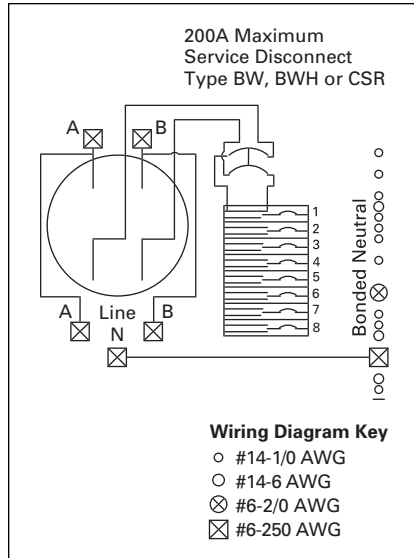 200A Maximum
Service Disconnect
Type BW, BWH or CSR
A
B
1
2
3
4
5
6
7
8
Bonded Neutral
A
Line
B
N
Wiring Diagram Key
#14-1/0 AWG
#14-6 AWG
#6-2/0 AWG
#6-250 AWG